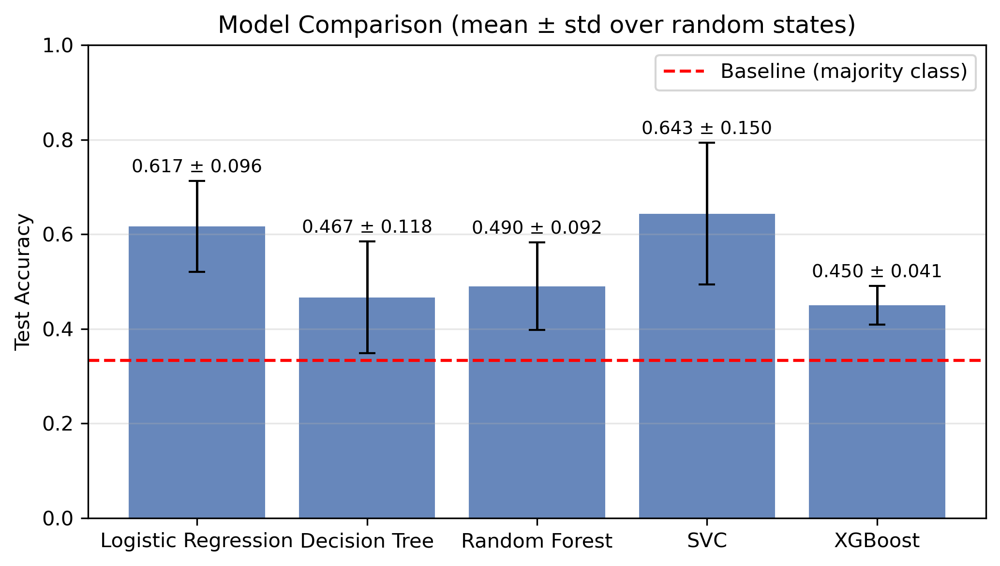 Model Comparison (mean ± std over random states)
Baseline (majority class)
Test Accuracy
1.0
0.8
0.6
0.4
0.2
0.0
0.617 ± 0.096
0.467 ± 0.118
0.490 ± 0.092
0.643 ± 0.150
0.450 ± 0.041
Logistic Regression
Decision Tree
Random Forest
SVC
XGBoost